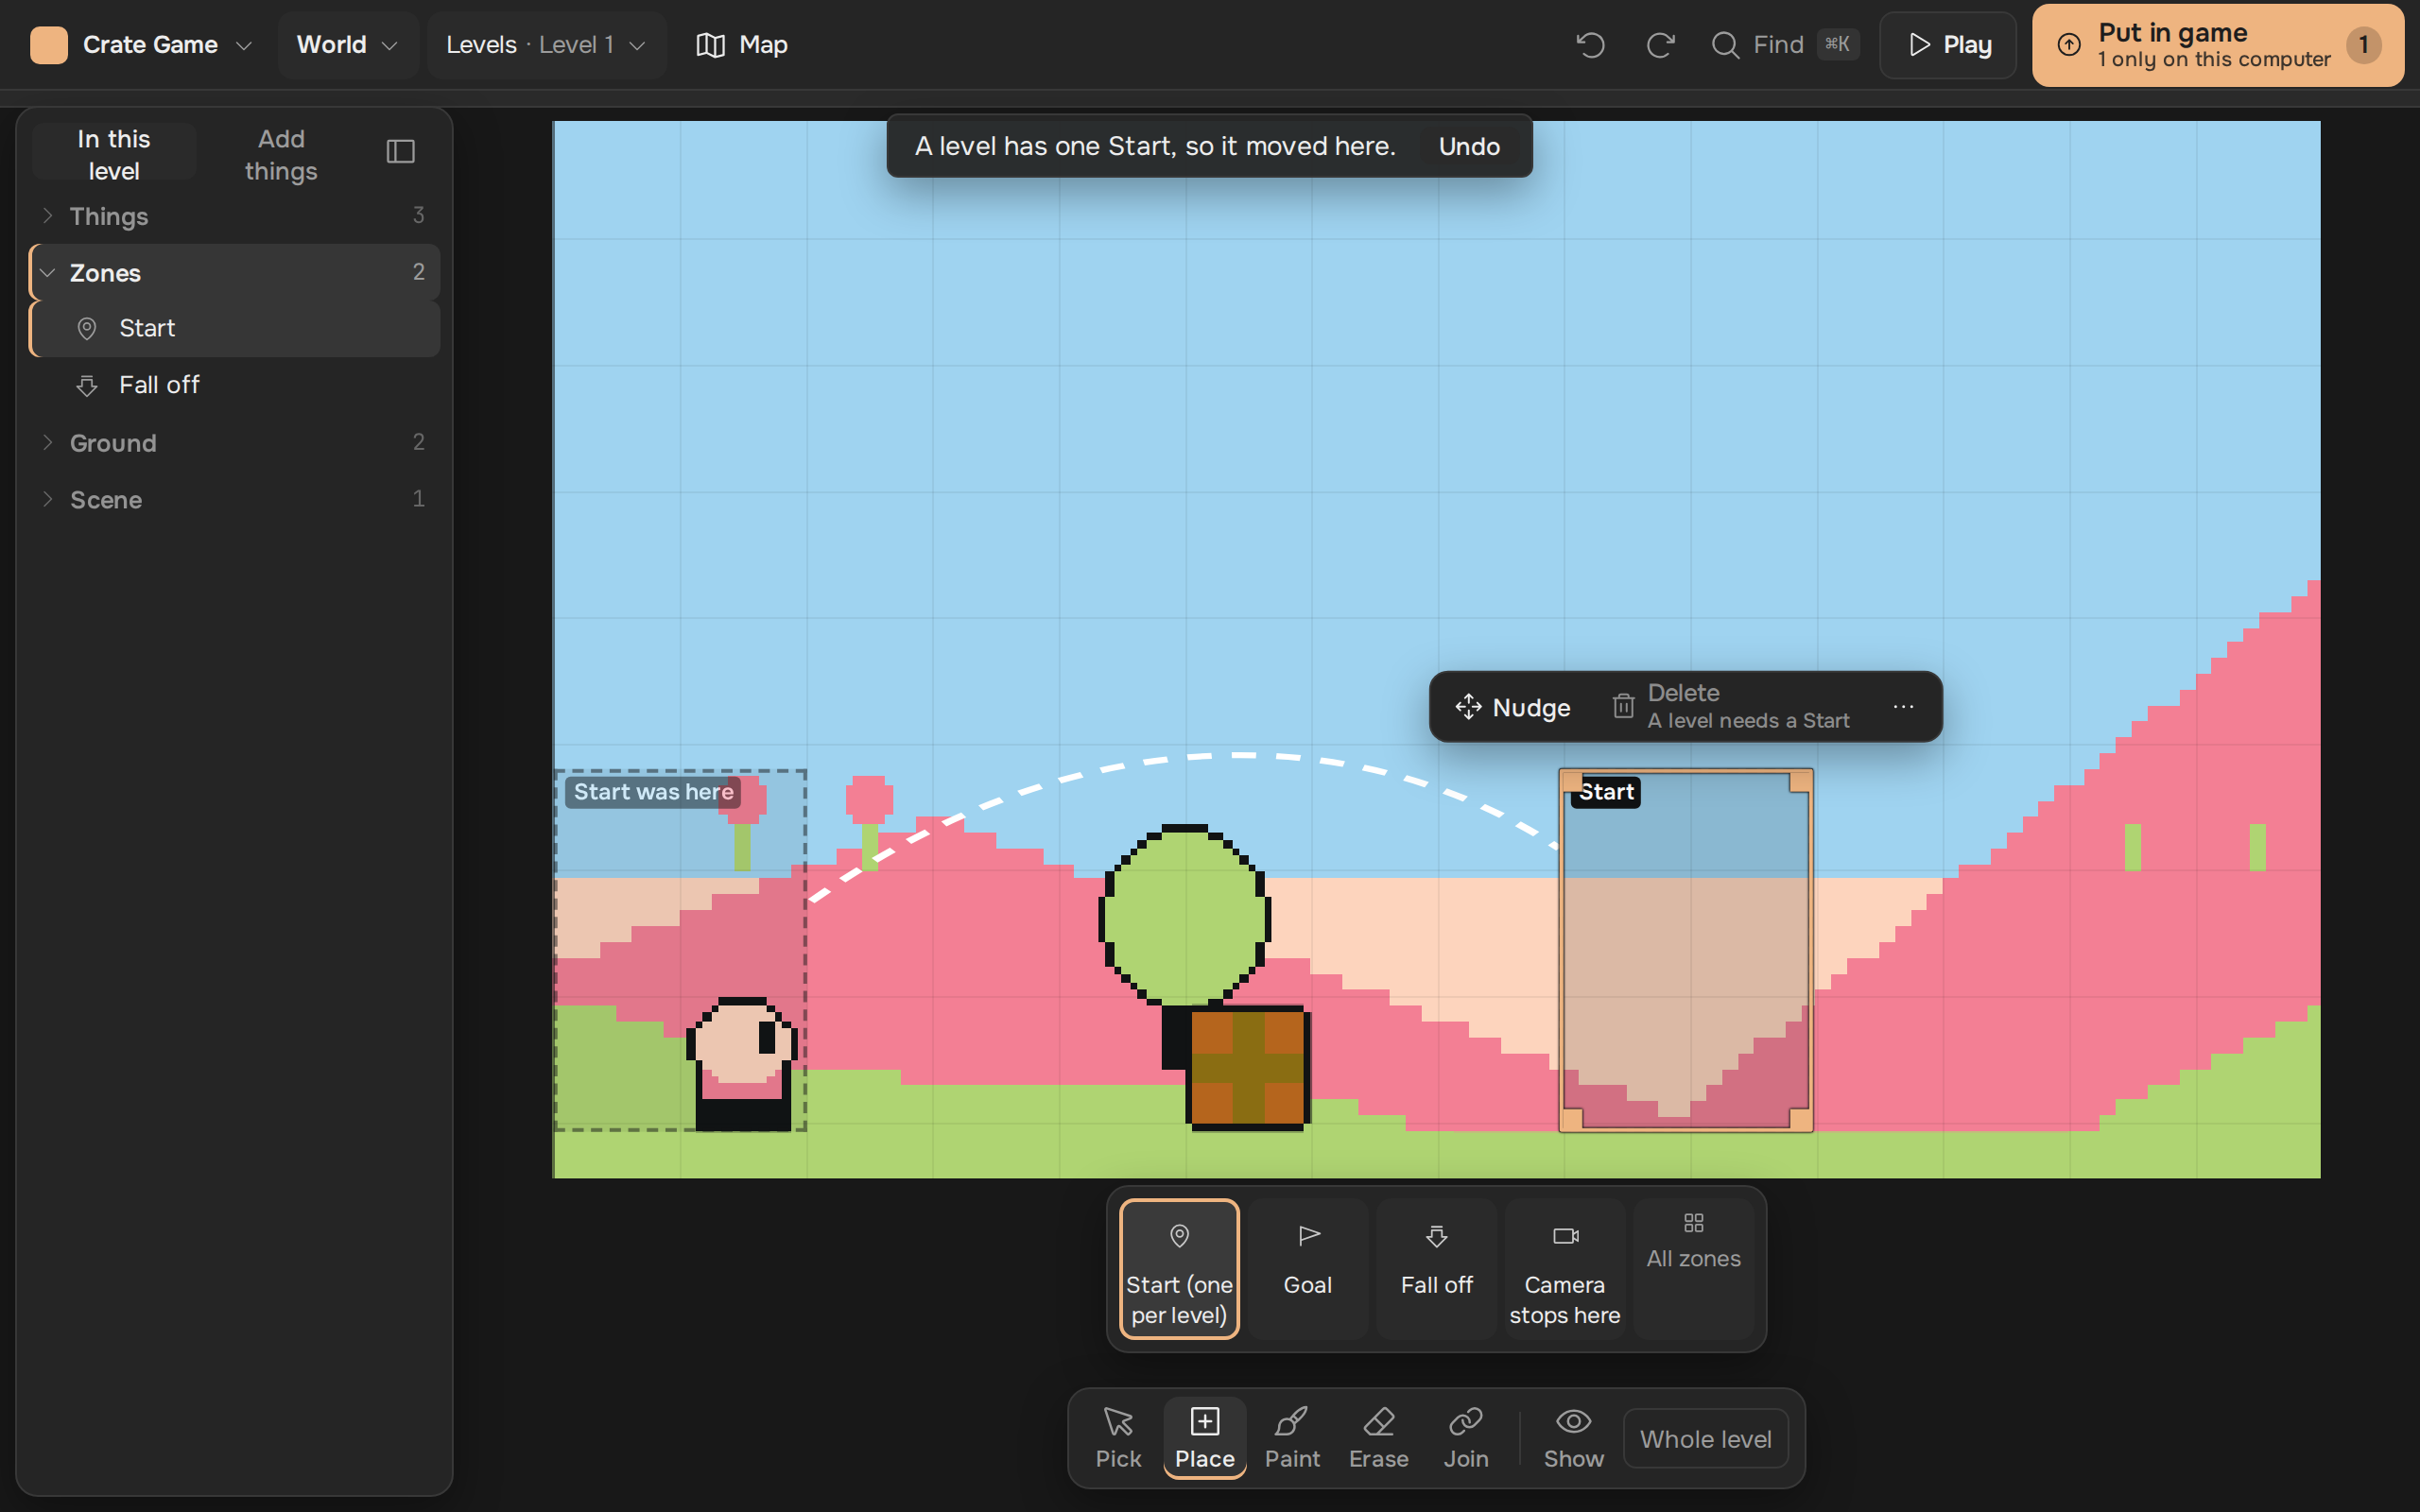 Crate Game
World
Levels · Level 1
Map
Find ⌘K
Play
Put in game
1 only on this computer
1
In this
level
Add
things
A level has one Start, so it moved here.
Undo
Things 3
Zones 2
Start
Fall off
Ground 2
Scene 1
Nudge
Delete
A level needs a Start
Start was here
Start
Start (one
per level)
Goal
Fall off
Camera
stops here
All zones
Pick
Place
Paint
Erase
Join
Show
Whole level